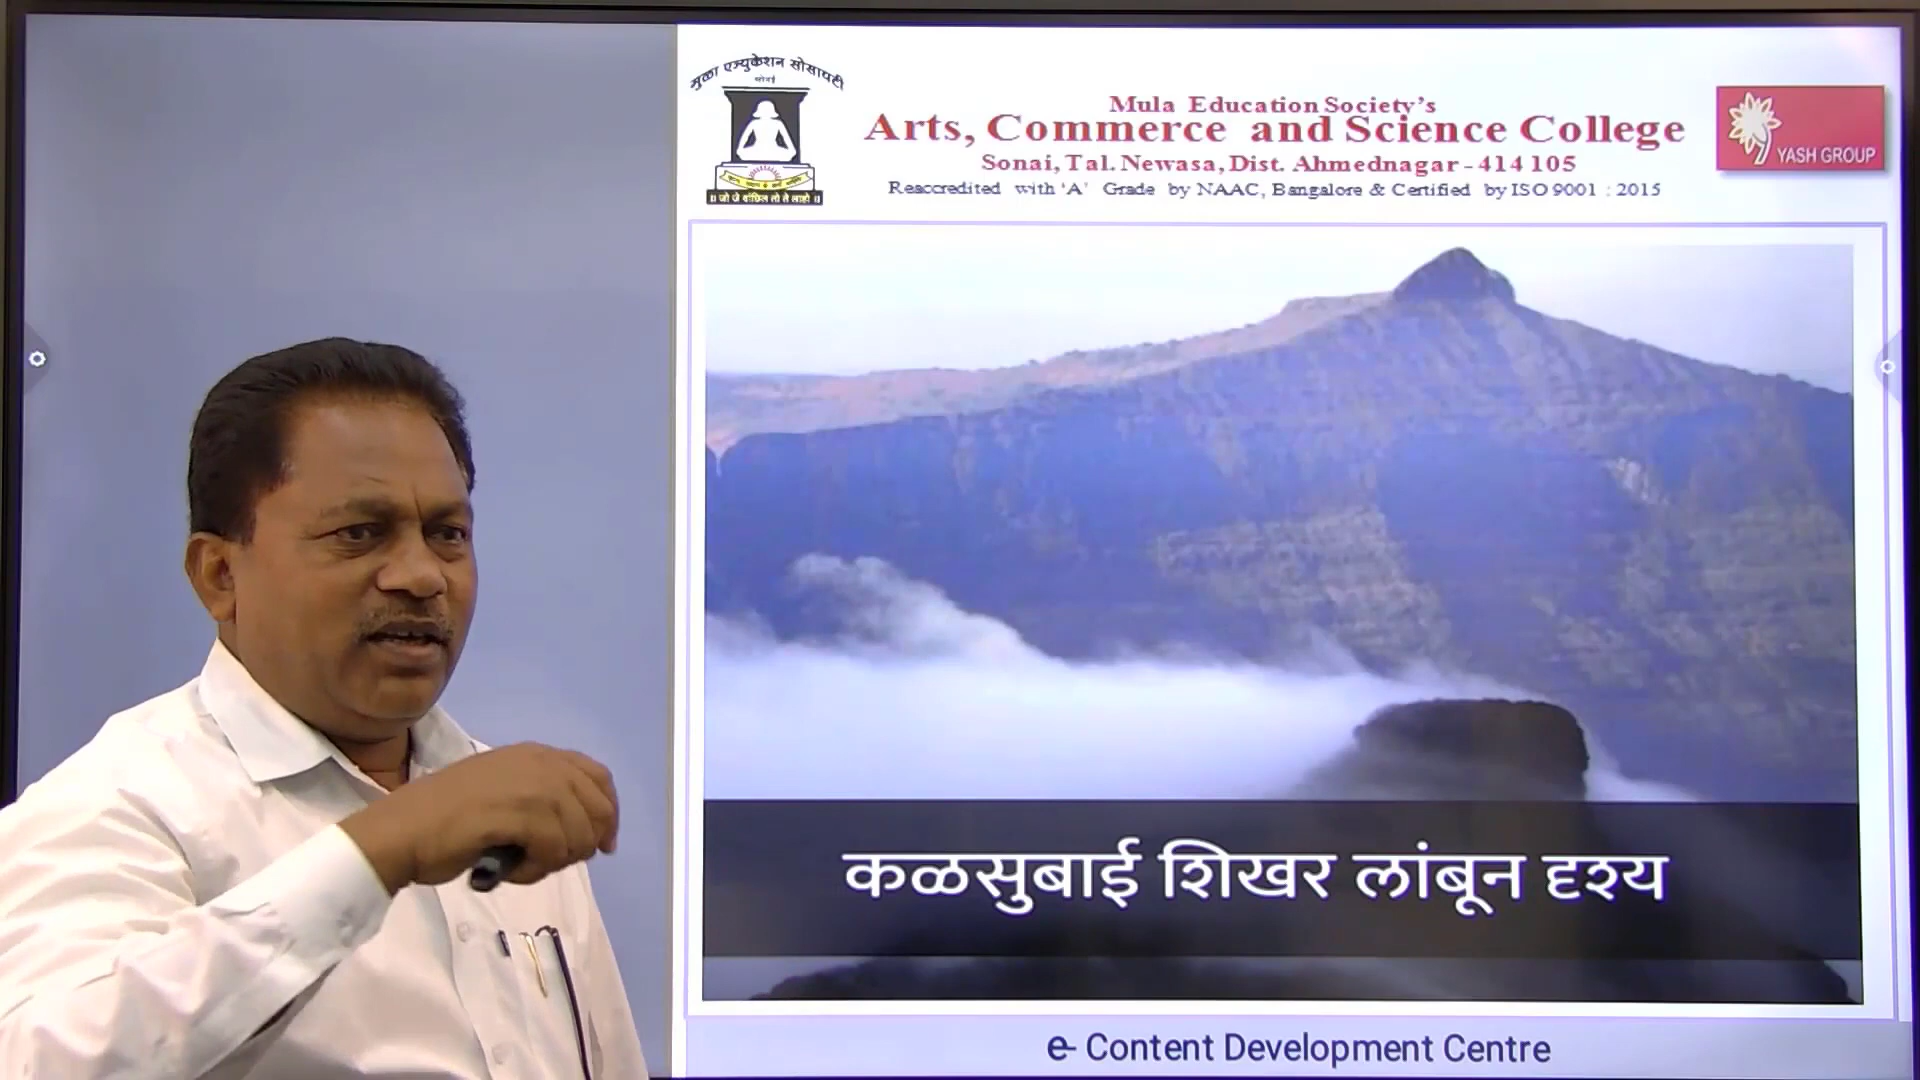 मुळा एज्युकेशन सोसायटी
सोनई
Mula Education Society's
Arts, Commerce and Science College
Sonai, Tal. Newasa, Dist. Ahmednagar - 414 105
Reaccredited with 'A' Grade by NAAC, Bangalore & Certified by ISO 9001 : 2015
YASH GROUP
॥ जो जे वांछिल तो ते लाहो ॥
कळसुबाई शिखर लांबून दृश्य
e- Content Development Centre